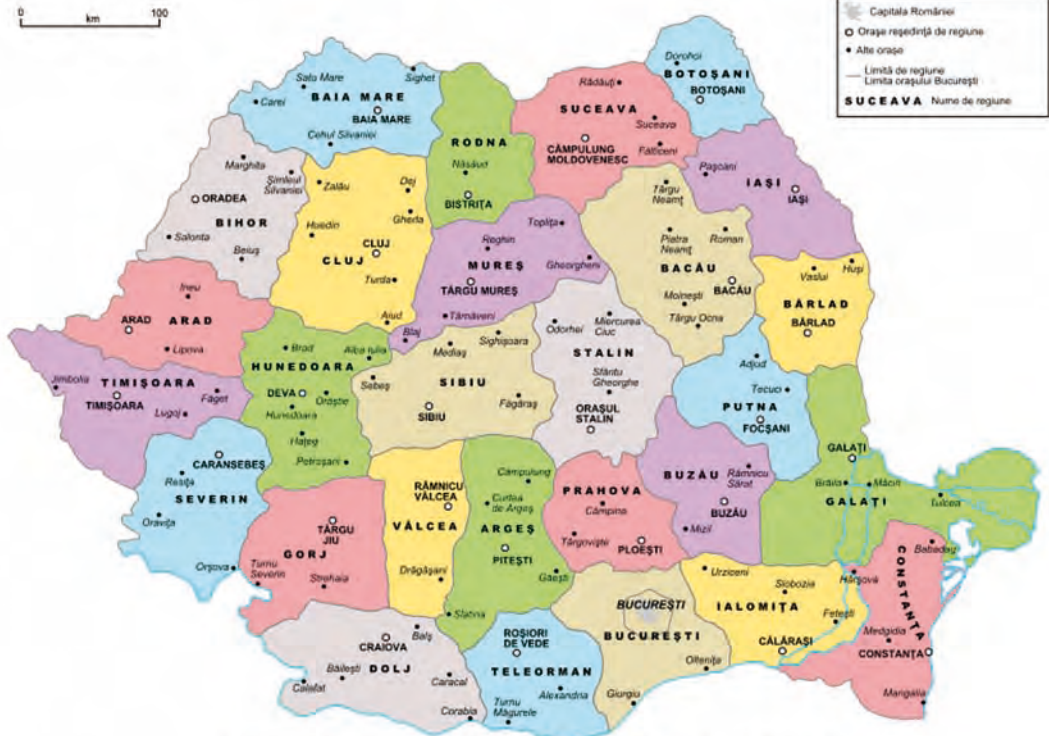 0 100
km
Capitala României
Orașe reședință de regiune
Alte orașe
Limită de regiune
Limita orașului București
SUCEAVA Nume de regiune
Satu Mare
Sighet
Carei
BAIA MARE
BAIA MARE
Cehul Silvaniei
RODNA
Năsăud
BISTRIȚA
Rădăuți
SUCEAVA
Suceava
CÂMPULUNG
MOLDOVENESC
Fălticeni
Dorohoi
BOTOȘANI
BOTOȘANI
Pașcani
IAȘI
IAȘI
Marghita
Șimleul
Silvaniei
ORADEA
BIHOR
Salonta
Beiuș
Zalău
Dej
Gherla
Huedin
CLUJ
CLUJ
Turda
Aiud
Toplița
Reghin
MUREȘ
Gheorgheni
TÂRGU MUREȘ
Târnăveni
Blaj
Târgu
Neamț
Piatra
Neamț
Roman
BACĂU
BACĂU
Moinești
Târgu Ocna
Vaslui
Huși
BÂRLAD
BÂRLAD
Ineu
ARAD
ARAD
Lipova
Jimbolia
TIMIȘOARA
TIMIȘOARA
Făget
Lugoj
Brad
Alba Iulia
HUNEDOARA
DEVA
Orăștie
Hunedoara
Hațeg
Petroșani
Sebeș
Mediaș
Sighișoara
SIBIU
SIBIU
Făgăraș
Odorhei
Miercurea
Ciuc
STALIN
Sfântu
Gheorghe
ORAȘUL
STALIN
Adjud
Tecuci
PUTNA
FOCȘANI
GALAȚI
Brăila
Măcin
GALAȚI
Tulcea
CARANSEBEȘ
Reșița
SEVERIN
Oravița
Orșova
TÂRGU
JIU
GORJ
Turnu
Severin
Strehaia
RÂMNICU
VÂLCEA
VÂLCEA
Drăgășani
Câmpulung
Curtea
de Argeș
ARGEȘ
PITEȘTI
Găești
Slatina
PRAHOVA
Câmpina
Târgoviște
PLOEȘTI
BUZĂU
Râmnicu
Sărat
BUZĂU
Mizil
Urziceni
Slobozia
IALOMIȚA
Fetești
CĂLĂRAȘI
Babadag
Hârșova
CONSTANȚA
Medgidia
CONSTANȚA
Mangalia
BUCUREȘTI
BUCUREȘTI
Oltenița
Giurgiu
CRAIOVA
Balș
DOLJ
Băilești
Calafat
Caracal
Corabia
ROȘIORI
DE VEDE
TELEORMAN
Alexandria
Turnu
Măgurele